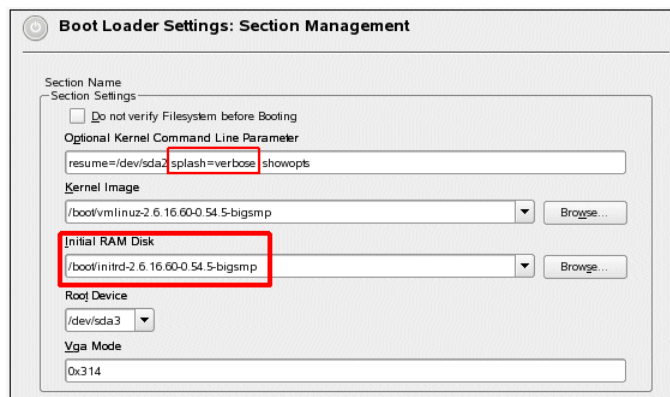 Boot Loader Settings: Section Management
Section Name
Section Settings
Do not verify Filesystem before Booting
Optional Kernel Command Line Parameter
resume=/dev/sda2 splash=verbose showopts
Kernel Image
/boot/vmlinuz-2.6.16.60-0.54.5-bigsmp
Browse...
Initial RAM Disk
/boot/initrd-2.6.16.60-0.54.5-bigsmp
Browse...
Root Device
/dev/sda3
Vga Mode
0x314